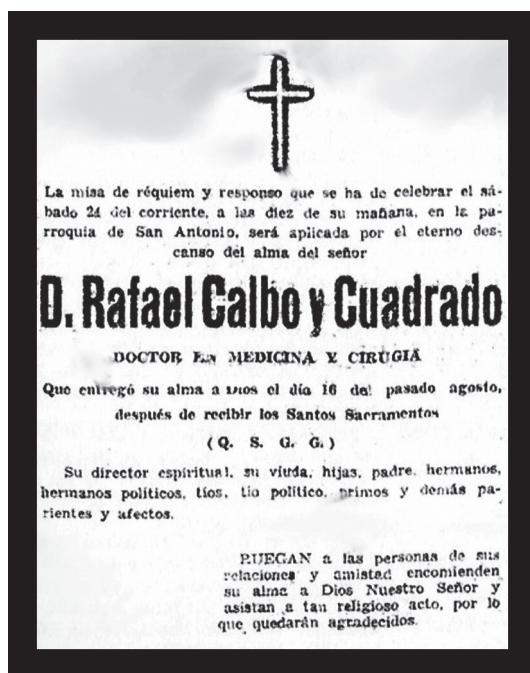 La misa de réquiem y responso que se ha de celebrar el sá-
bado 24 del corriente, a las diez de su mañana, en la pa-
rroquia de San Antonio, será aplicada por el eterno des-
canso del alma del señor
D. Rafael Calbo y Cuadrado
DOCTOR EN MEDICINA Y CIRUGIA
Que entregó su alma a Dios el día 16 del pasado agosto,
después de recibir los Santos Sacramentos
(Q. S. G. G.)
Su director espiritual, su viuda, hijas, padre, hermanos,
hermanos políticos, tíos, tío político, primos y demás pa-
rientes y afectos.
RUEGAN a las personas de sus
relaciones y amistad encomienden
su alma a Dios Nuestro Señor y
asistan a tan religioso acto, por lo
que quedarán agradecidos.